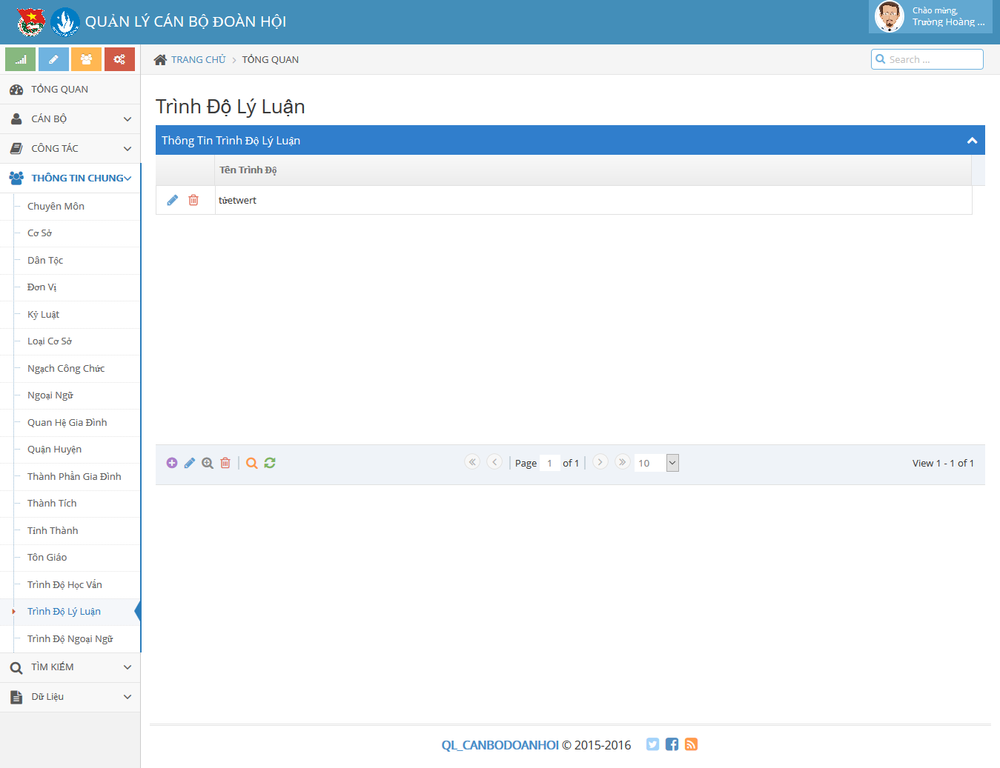 QUẢN LÝ CÁN BỘ ĐOÀN HỘI
Chào mừng,
Trường Hoàng ...
TRANG CHỦ
TỔNG QUAN
Search ...
TỔNG QUAN
CÁN BỘ
CÔNG TÁC
THÔNG TIN CHUNG
Chuyên Môn
Cơ Sở
Dân Tộc
Đơn Vị
Kỷ Luật
Loại Cơ Sở
Ngạch Công Chức
Ngoại Ngữ
Quan Hệ Gia Đình
Quận Huyện
Thành Phần Gia Đình
Thành Tích
Tỉnh Thành
Tôn Giáo
Trình Độ Học Vấn
Trình Độ Lý Luận
Trình Độ Ngoại Ngữ
TÌM KIẾM
Dữ Liệu
Trình Độ Lý Luận
Thông Tin Trình Độ Lý Luận
Tên Trình Độ
tửetwert
Page 1 of 1
10
View 1 - 1 of 1
QL_CANBODOANHOI © 2015-2016